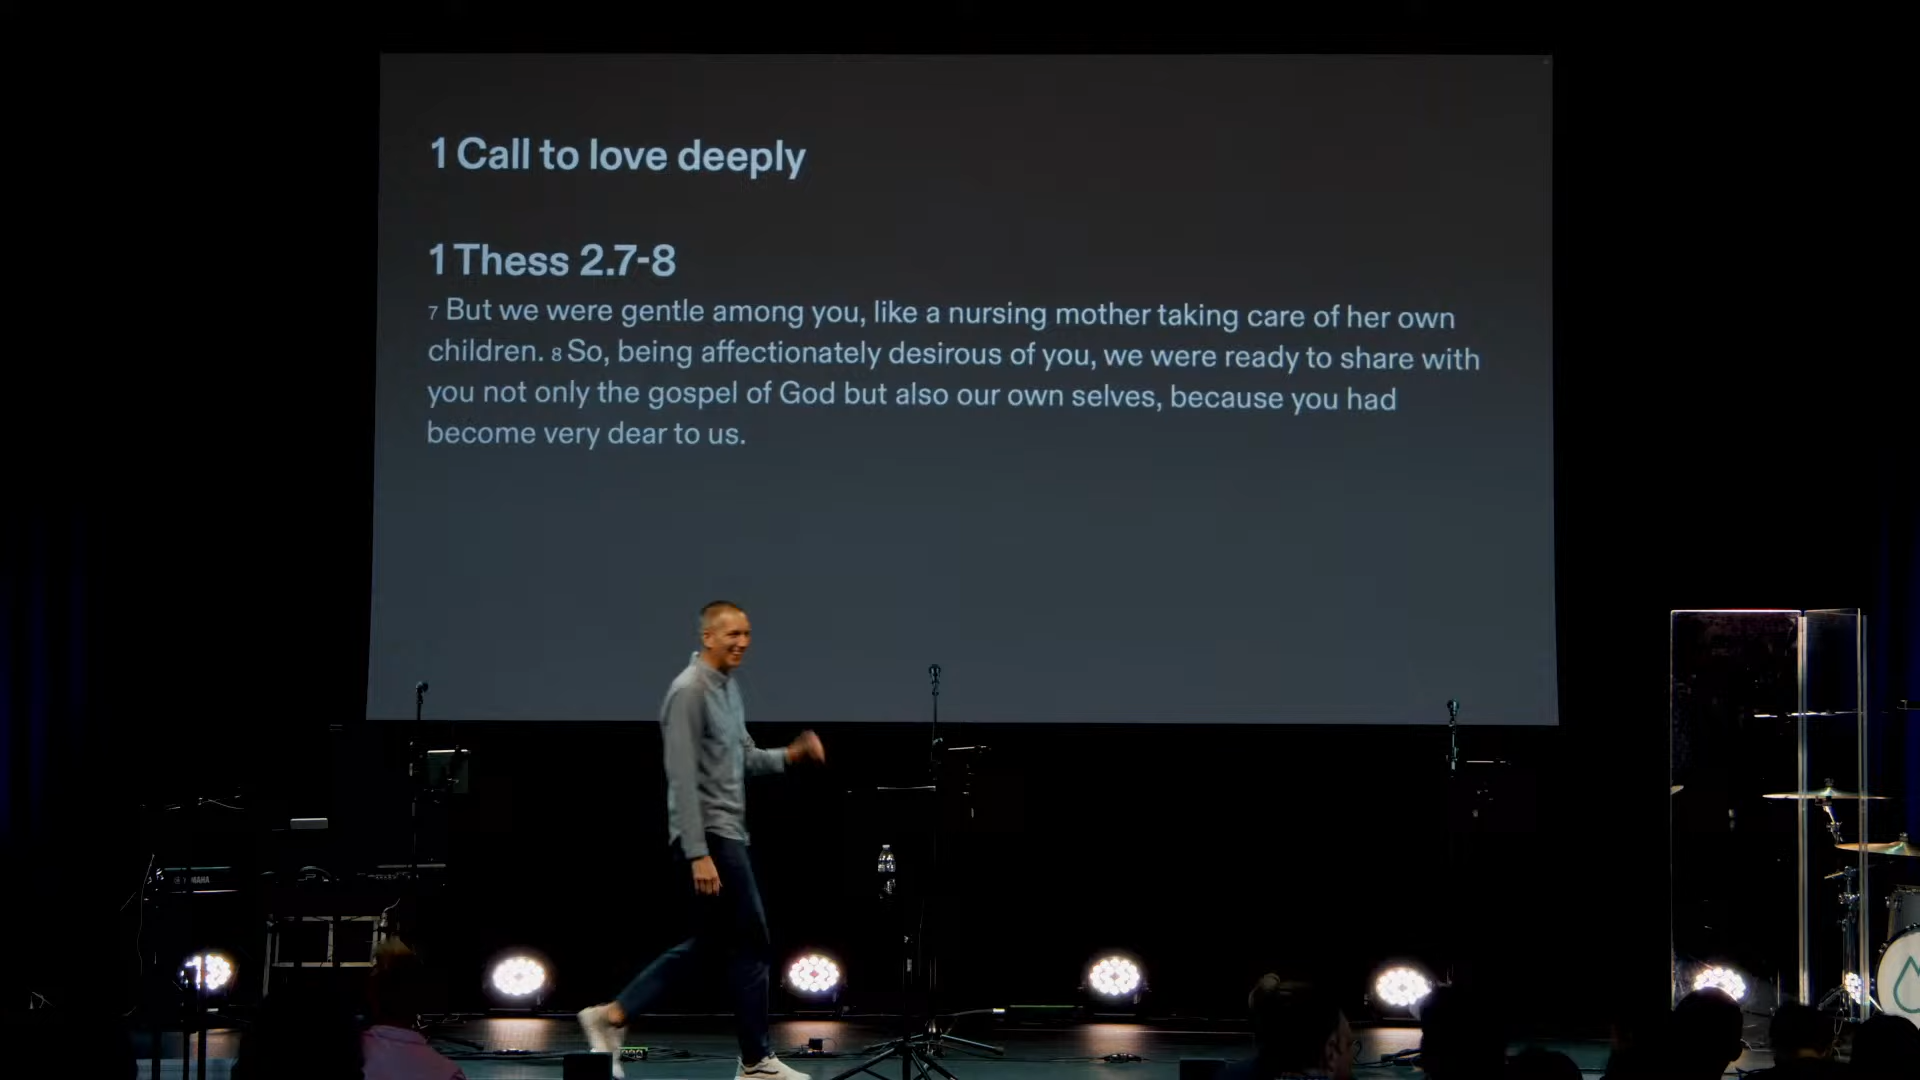 1 Call to love deeply
1 Thess 2.7-8
7 But we were gentle among you, like a nursing mother taking care of her own
children. 8 So, being affectionately desirous of you, we were ready to share with
you not only the gospel of God but also our own selves, because you had
become very dear to us.